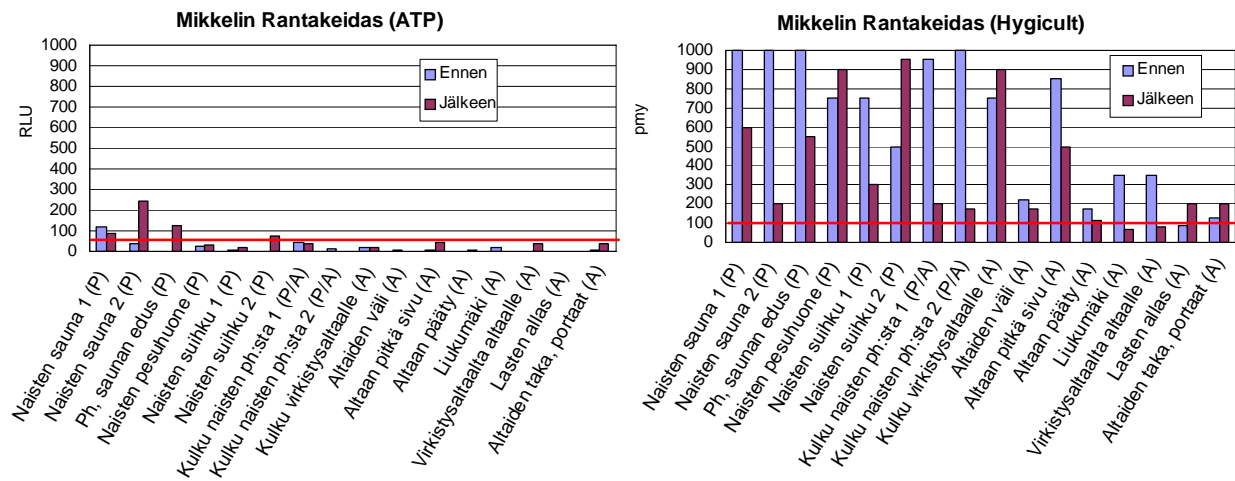 Mikkelin Rantakeidas (ATP)
RLU
1000
900
800
700
600
500
400
300
200
100
0
Ennen
Jälkeen
Naisten sauna 1 (P)
Naisten sauna 2 (P)
Ph, saunan edus (P)
Naisten pesuhuone (P)
Naisten suihku 1 (P)
Naisten suihku 2 (P)
Kulku naisten ph:sta 1 (P/A)
Kulku naisten ph:sta 2 (P/A)
Kulku virkistysaltaalle (A)
Altaiden väli (A)
Altaan pitkä sivu (A)
Altaan pääty (A)
Liukumäki (A)
Virkistysaltaalta altaalle (A)
Lasten allas (A)
Altaiden taka, portaat (A)
Mikkelin Rantakeidas (Hygicult)
pmy
1000
900
800
700
600
500
400
300
200
100
0
Ennen
Jälkeen
Naisten sauna 1 (P)
Naisten sauna 2 (P)
Ph, saunan edus (P)
Naisten pesuhuone (P)
Naisten suihku 1 (P)
Naisten suihku 2 (P)
Kulku naisten ph:sta 1 (P/A)
Kulku naisten ph:sta 2 (P/A)
Kulku virkistysaltaalle (A)
Altaiden väli (A)
Altaan pitkä sivu (A)
Altaan pääty (A)
Liukumäki (A)
Virkistysaltaalta altaalle (A)
Lasten allas (A)
Altaiden taka, portaat (A)